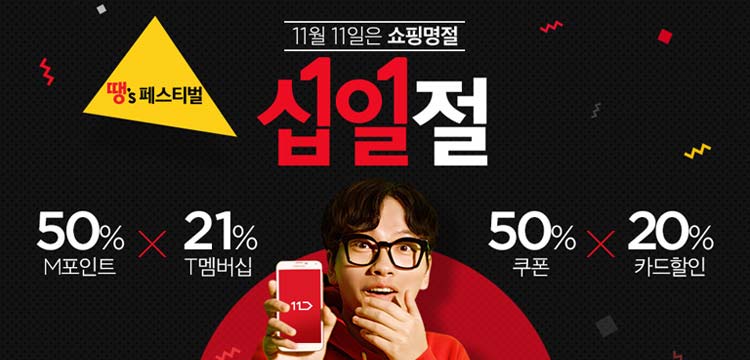 11월 11일은 쇼핑명절
땡's 페스티벌
십일절
50% × 21% 50% × 20%
M포인트 T멤버십 쿠폰 카드할인
11